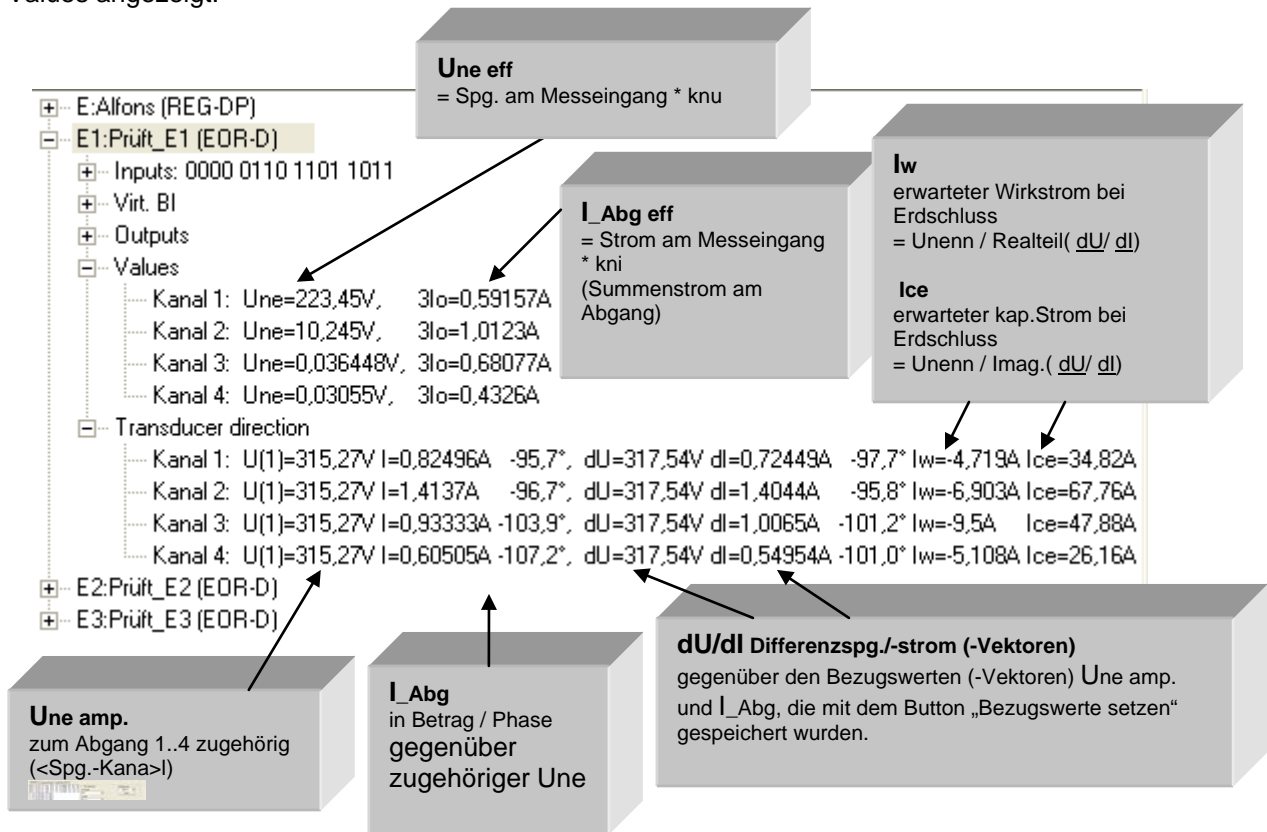 Values angezeigt.
Une eff
= Spg. am Messeingang * knu
E:Alfons (REG-DP)
E1:Prüft_E1 (EOR-D)
Inputs: 0000 0110 1101 1011
Virt. BI
Outputs
Values
Kanal 1: Une=223,45V, 3Io=0,59157A
Kanal 2: Une=10,245V, 3Io=1,0123A
Kanal 3: Une=0,036448V, 3Io=0,68077A
Kanal 4: Une=0,03055V, 3Io=0,4326A
I_Abg eff
= Strom am Messeingang
* kni
(Summenstrom am
Abgang)
Iw
erwarteter Wirkstrom bei
Erdschluss
= Unenn / Realteil( dU/ dI)
Ice
erwarteter kap.Strom bei
Erdschluss
= Unenn / Imag.( dU/ dI)
Transducer direction
Kanal 1: U(1)=315,27V I=0,82496A -95,7°, dU=317,54V dI=0,72449A -97,7° Iw=-4,719A Ice=34,82A
Kanal 2: U(1)=315,27V I=1,4137A -96,7°, dU=317,54V dI=1,4044A -95,8° Iw=-6,903A Ice=67,76A
Kanal 3: U(1)=315,27V I=0,93333A -103,9°, dU=317,54V dI=1,0065A -101,2° Iw=-9,5A Ice=47,88A
Kanal 4: U(1)=315,27V I=0,60505A -107,2°, dU=317,54V dI=0,54954A -101,0° Iw=-5,108A Ice=26,16A
E2:Prüft_E2 (EOR-D)
E3:Prüft_E3 (EOR-D)
Une amp.
zum Abgang 1..4 zugehörig
(<Spg.-Kana>l)
I_Abg
in Betrag / Phase
gegenüber
zugehöriger Une
dU/dI Differenzspg./-strom (-Vektoren)
gegenüber den Bezugswerten (-Vektoren) Une amp.
und I_Abg, die mit dem Button „Bezugswerte setzen“
gespeichert wurden.